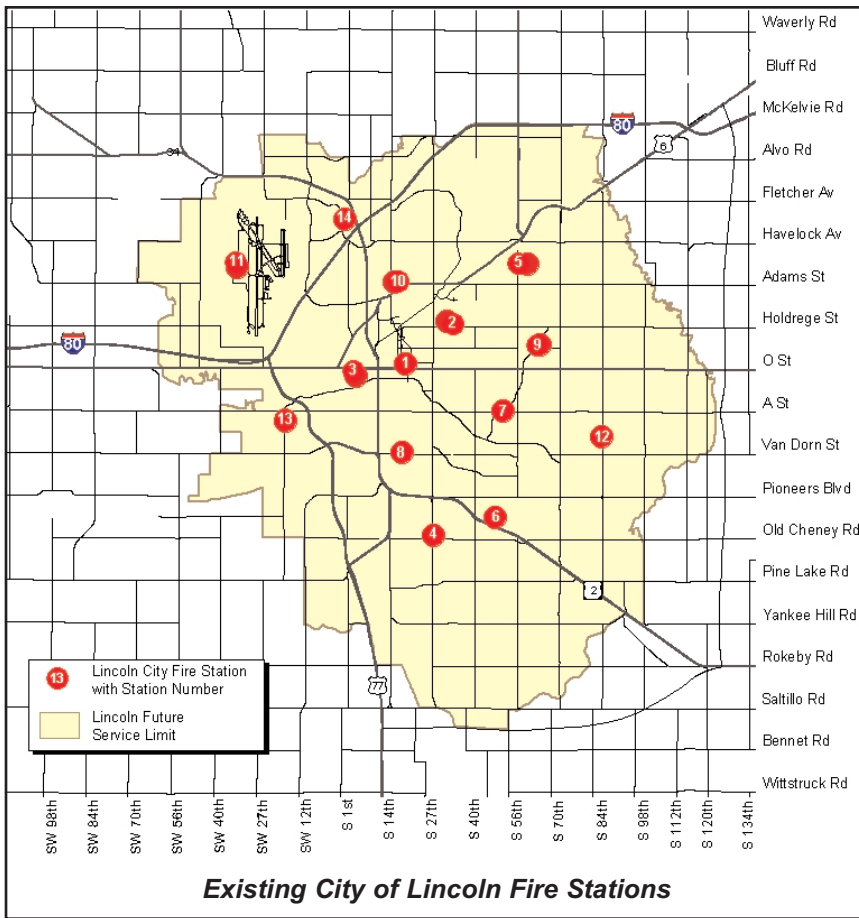 Waverly Rd
Bluff Rd
McKelvie Rd
80
6
34
Alvo Rd
Fletcher Av
14
Havelock Av
11
5
Adams St
10
2
Holdrege St
80
9
1
O St
3
7
A St
13
12
8
Van Dorn St
Pioneers Blvd
6
4
Old Cheney Rd
Pine Lake Rd
2
Yankee Hill Rd
Rokeby Rd
77
Saltillo Rd
Bennet Rd
Wittstruck Rd
13 Lincoln City Fire Station
with Station Number
Lincoln Future
Service Limit
SW 98th
SW 84th
SW 70th
SW 56th
SW 40th
SW 27th
SW 12th
S 1st
S 14th
S 27th
S 40th
S 56th
S 70th
S 84th
S 98th
S 112th
S 120th
S 134th
Existing City of Lincoln Fire Stations